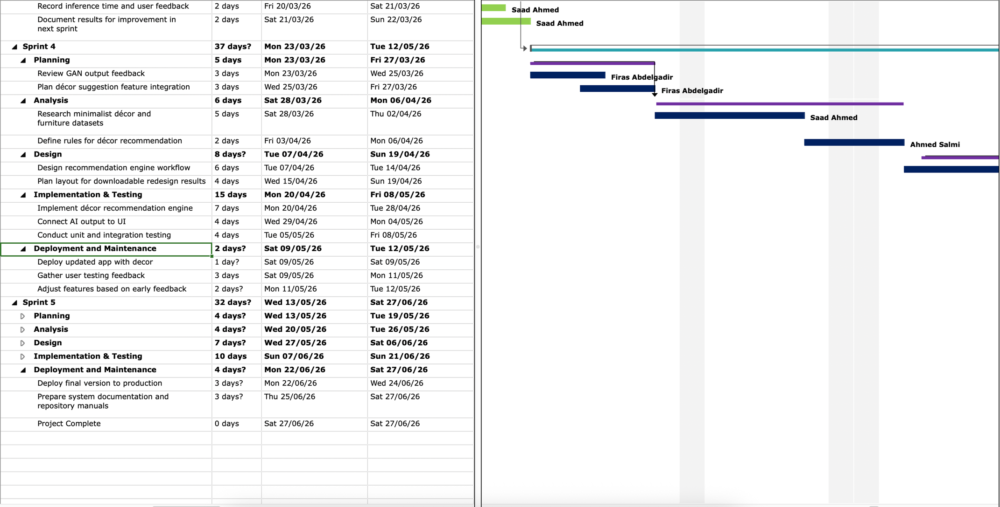 Record inference time and user feedback 2 days Fri 20/03/26 Sat 21/03/26 Saad Ahmed
Document results for improvement in 2 days Sat 21/03/26 Sun 22/03/26 Saad Ahmed
next sprint
Sprint 4 37 days? Mon 23/03/26 Tue 12/05/26
Planning 5 days Mon 23/03/26 Fri 27/03/26
Review GAN output feedback 3 days Mon 23/03/26 Wed 25/03/26 Firas Abdelgadir
Plan décor suggestion feature integration 3 days Wed 25/03/26 Fri 27/03/26 Firas Abdelgadir
Analysis 6 days Sat 28/03/26 Mon 06/04/26
Research minimalist décor and 5 days Sat 28/03/26 Thu 02/04/26 Saad Ahmed
furniture datasets
Define rules for décor recommendation 2 days Fri 03/04/26 Mon 06/04/26 Ahmed Salmi
Design 8 days? Tue 07/04/26 Sun 19/04/26
Design recommendation engine workflow 6 days Tue 07/04/26 Tue 14/04/26
Plan layout for downloadable redesign results 4 days Wed 15/04/26 Sun 19/04/26
Implementation & Testing 15 days Mon 20/04/26 Fri 08/05/26
Implement décor recommendation engine 7 days Mon 20/04/26 Tue 28/04/26
Connect AI output to UI 4 days Wed 29/04/26 Mon 04/05/26
Conduct unit and integration testing 4 days Tue 05/05/26 Fri 08/05/26
Deployment and Maintenance 2 days? Sat 09/05/26 Tue 12/05/26
Deploy updated app with decor 1 day? Sat 09/05/26 Sat 09/05/26
Gather user testing feedback 3 days Sat 09/05/26 Mon 11/05/26
Adjust features based on early feedback 2 days? Mon 11/05/26 Tue 12/05/26
Sprint 5 32 days? Wed 13/05/26 Sat 27/06/26
Planning 4 days? Wed 13/05/26 Tue 19/05/26
Analysis 4 days? Wed 20/05/26 Tue 26/05/26
Design 7 days? Wed 27/05/26 Sat 06/06/26
Implementation & Testing 10 days Sun 07/06/26 Sun 21/06/26
Deployment and Maintenance 4 days? Mon 22/06/26 Sat 27/06/26
Deploy final version to production 3 days? Mon 22/06/26 Wed 24/06/26
Prepare system documentation and 3 days? Thu 25/06/26 Sat 27/06/26
repository manuals
Project Complete 0 days Sat 27/06/26 Sat 27/06/26